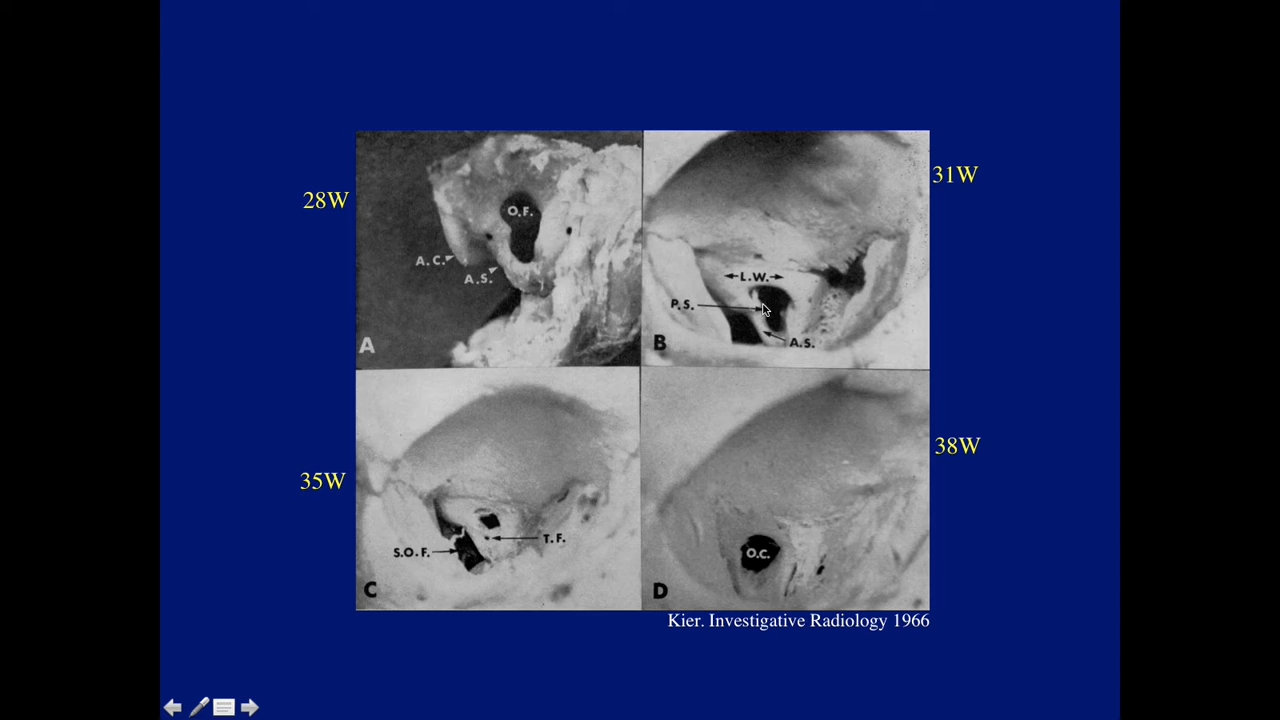 28W
31W
O.F.
A.C.
A.S.
A
L.W.
P.S.
A.S.
B
35W
38W
S.O.F.
T.F.
C
O.C.
D
Kier. Investigative Radiology 1966